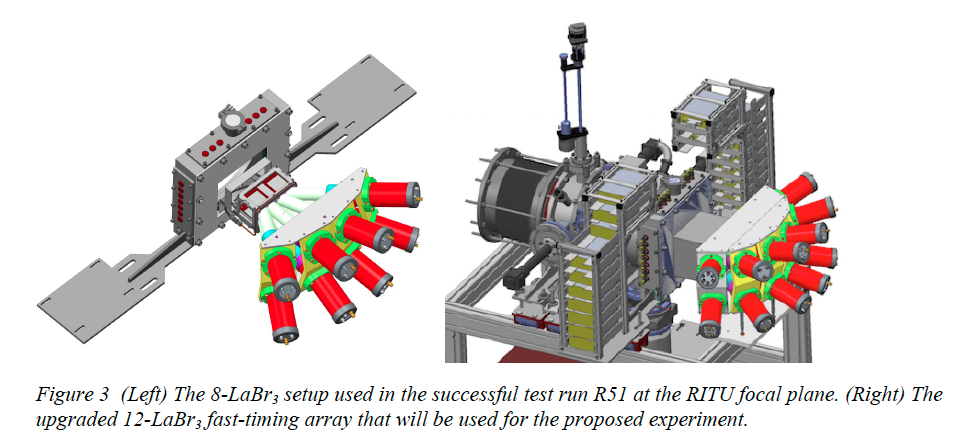 Figure 3 (Left) The 8-LaBr₃ setup used in the successful test run R51 at the RITU focal plane. (Right) The
upgraded 12-LaBr₃ fast-timing array that will be used for the proposed experiment.